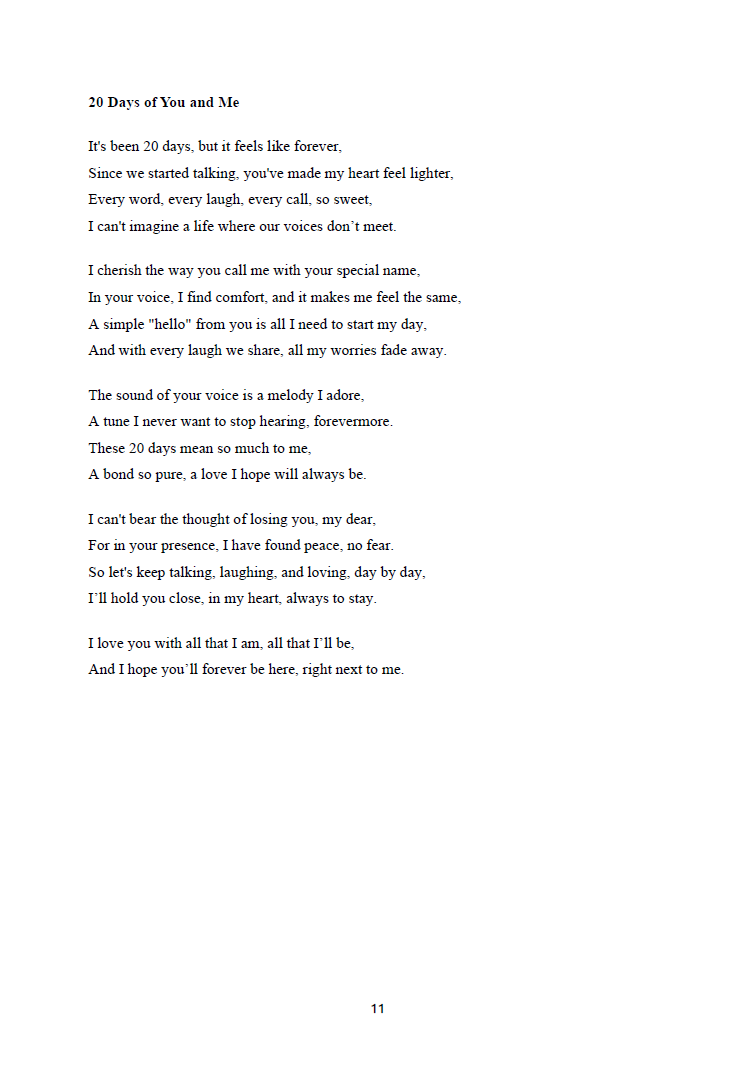 20 Days of You and Me
It's been 20 days, but it feels like forever,
Since we started talking, you've made my heart feel lighter,
Every word, every laugh, every call, so sweet,
I can't imagine a life where our voices don’t meet.
I cherish the way you call me with your special name,
In your voice, I find comfort, and it makes me feel the same,
A simple "hello" from you is all I need to start my day,
And with every laugh we share, all my worries fade away.
The sound of your voice is a melody I adore,
A tune I never want to stop hearing, forevermore.
These 20 days mean so much to me,
A bond so pure, a love I hope will always be.
I can't bear the thought of losing you, my dear,
For in your presence, I have found peace, no fear.
So let's keep talking, laughing, and loving, day by day,
I’ll hold you close, in my heart, always to stay.
I love you with all that I am, all that I’ll be,
And I hope you’ll forever be here, right next to me.
11